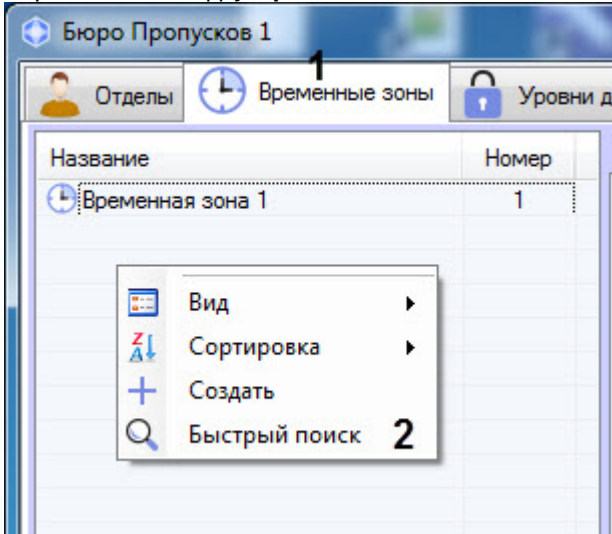 Бюро Пропусков 1
1
Отделы Временные зоны Уровни д
Название Номер
Временная зона 1 1
Вид
Сортировка
Создать
Быстрый поиск 2